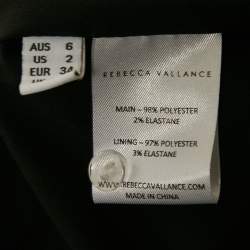 AUS 6
US 2
EUR 34
REBECCA VALLANCE
MAIN – 98% POLYESTER
2% ELASTANE
LINING – 97% POLYESTER
3% ELASTANE
WWW.REBECCAVALLANCE.COM
MADE IN CHINA